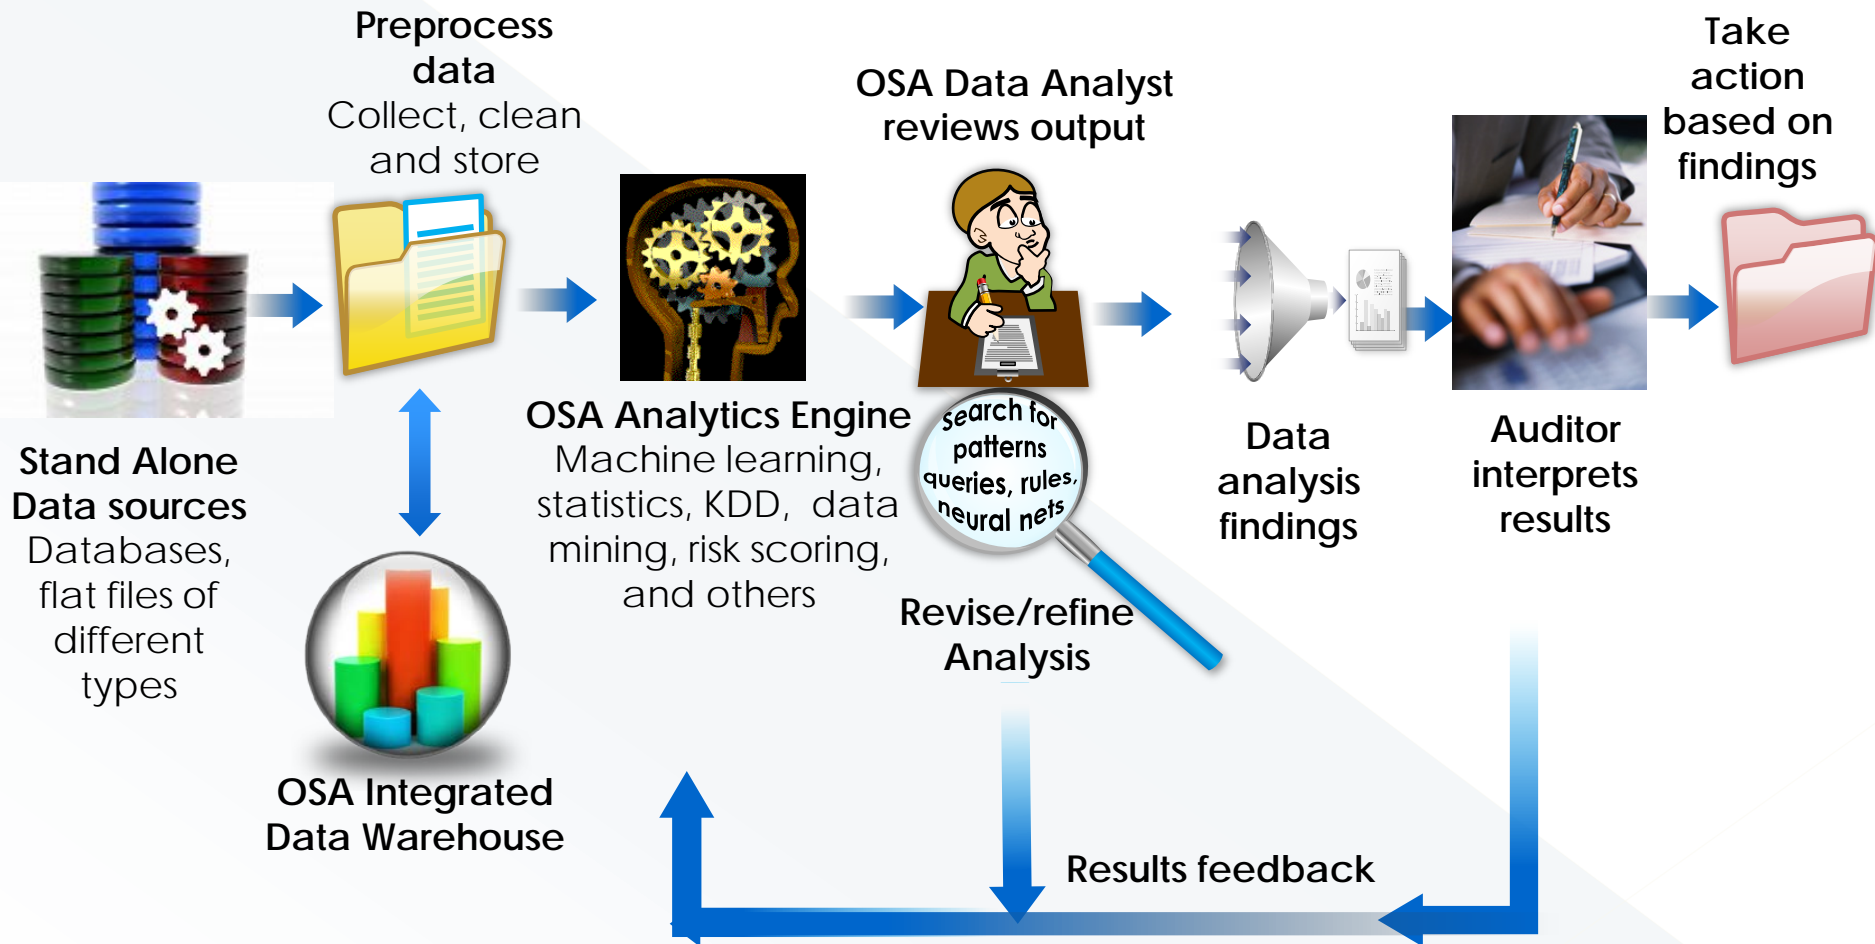 Preprocess
data
Collect, clean
and store
OSA Data Analyst
reviews output
Take
action
based on
findings
Stand Alone
Data sources
Databases,
flat files of
different
types
OSA Analytics Engine
Machine learning,
statistics, KDD, data
mining, risk scoring,
and others
Search for
patterns
queries, rules,
neural nets
Data
analysis
findings
Auditor
interprets
results
Revise/refine
Analysis
OSA Integrated
Data Warehouse
Results feedback